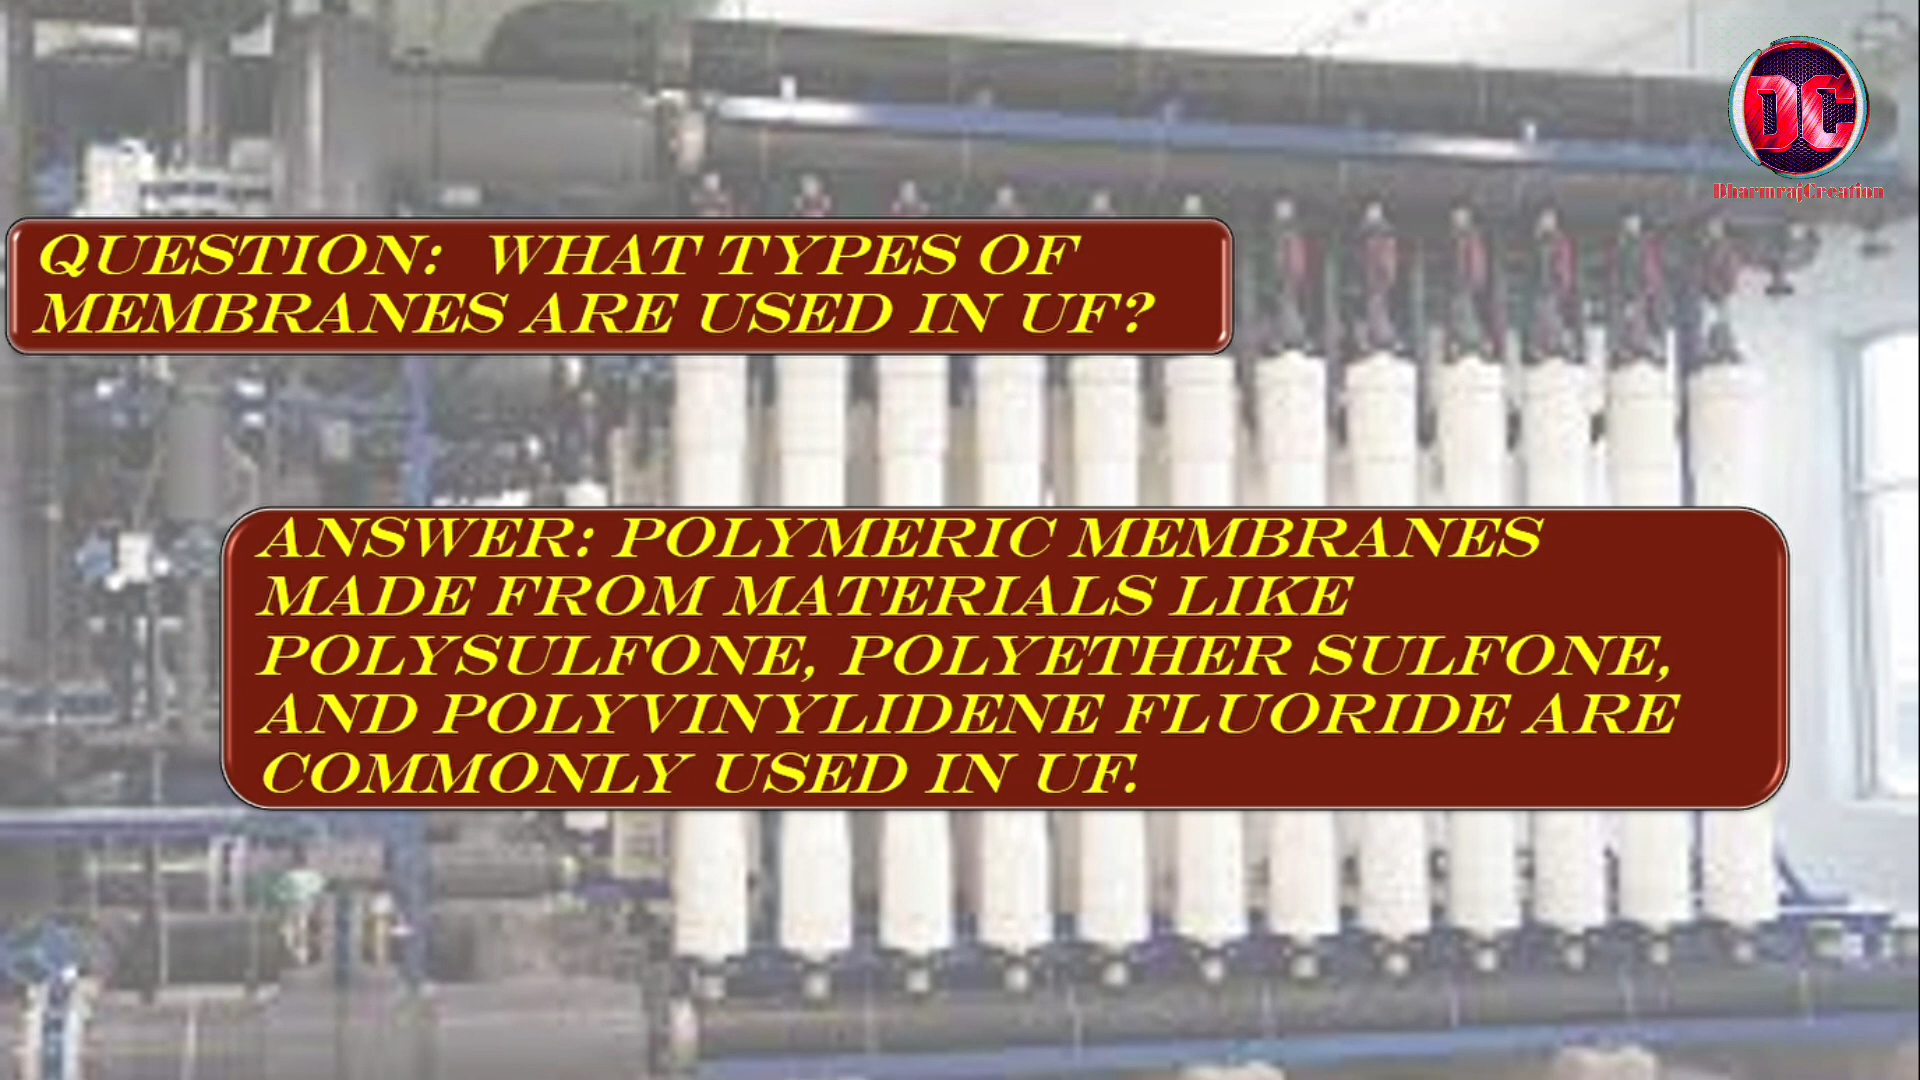 DC
DharmrajCreation
QUESTION: WHAT TYPES OF
MEMBRANES ARE USED IN UF?
ANSWER: POLYMERIC MEMBRANES
MADE FROM MATERIALS LIKE
POLYSULFONE, POLYETHER SULFONE,
AND POLYVINYLIDENE FLUORIDE ARE
COMMONLY USED IN UF.